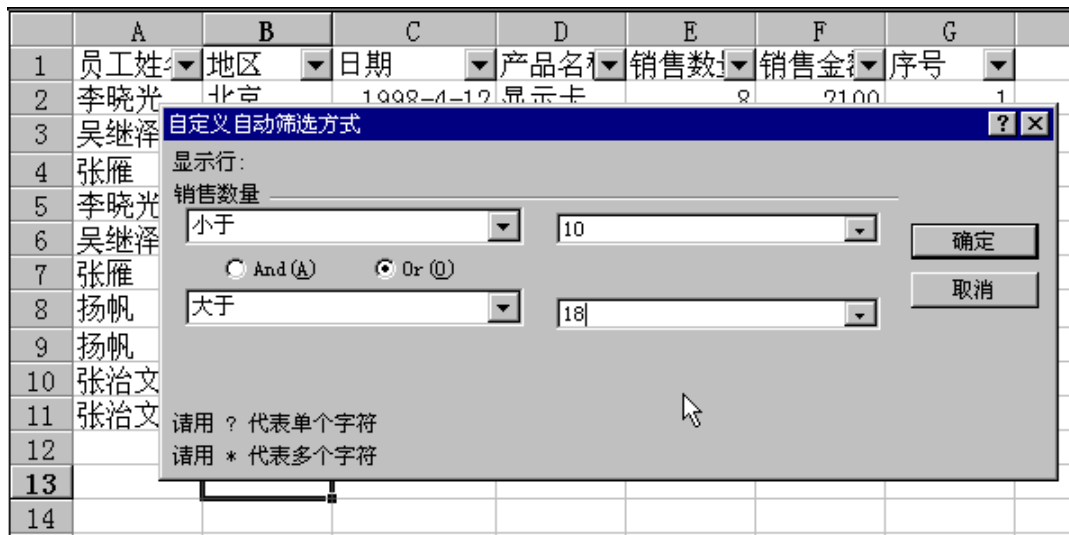 A B C D E F G
1 员工姓 地区 日期 产品名 销售数 销售金 序号
2 李晓光 北京 1998-4-12 显示卡 8 2100 1
自定义自动筛选方式
3 吴继泽
显示行:
4 张雁
销售数量
5 李晓光
小于 10
6 吴继泽
确定
And(A) Or(O)
7 张雁
取消
大于 18
8 扬帆
9 扬帆
10 张治文
11 张治文
请用 ? 代表单个字符
12
请用 * 代表多个字符
13
14